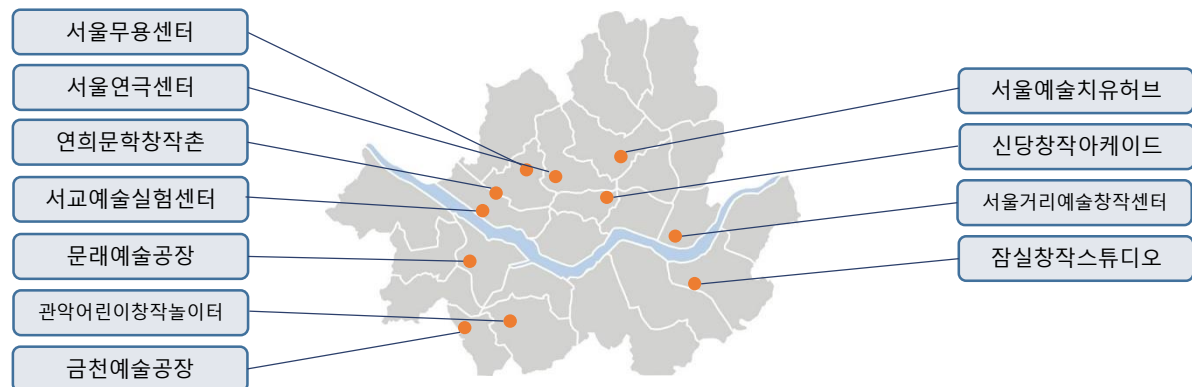 서울무용센터
서울연극센터
연희문학창작촌
서교예술실험센터
문래예술공장
관악어린이창작놀이터
금천예술공장
서울예술치유허브
신당창작아케이드
서울거리예술창작센터
잠실창작스튜디오